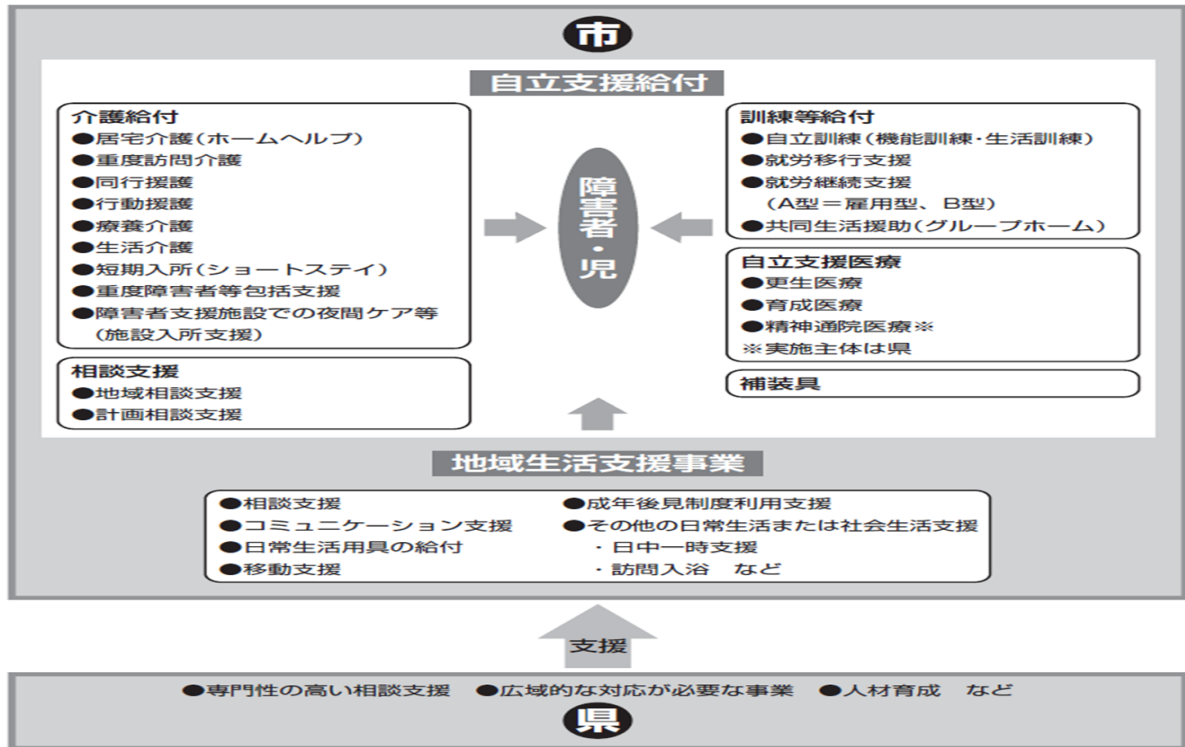 市
自立支援給付
介護給付
●居宅介護(ホームヘルプ)
●重度訪問介護
●同行援護
●行動援護
●療養介護
●生活介護
●短期入所(ショートステイ)
●重度障害者等包括支援
●障害者支援施設での夜間ケア等
(施設入所支援)
相談支援
●地域相談支援
●計画相談支援
障害者・児
訓練等給付
●自立訓練(機能訓練・生活訓練)
●就労移行支援
●就労継続支援
(A型＝雇用型、B型)
●共同生活援助(グループホーム)
自立支援医療
●更生医療
●育成医療
●精神通院医療※
※実施主体は県
補装具
地域生活支援事業
●相談支援
●コミュニケーション支援
●日常生活用具の給付
●移動支援
●成年後見制度利用支援
●その他の日常生活または社会生活支援
・日中一時支援
・訪問入浴　など
支援
●専門性の高い相談支援　●広域的な対応が必要な事業　●人材育成　など
県